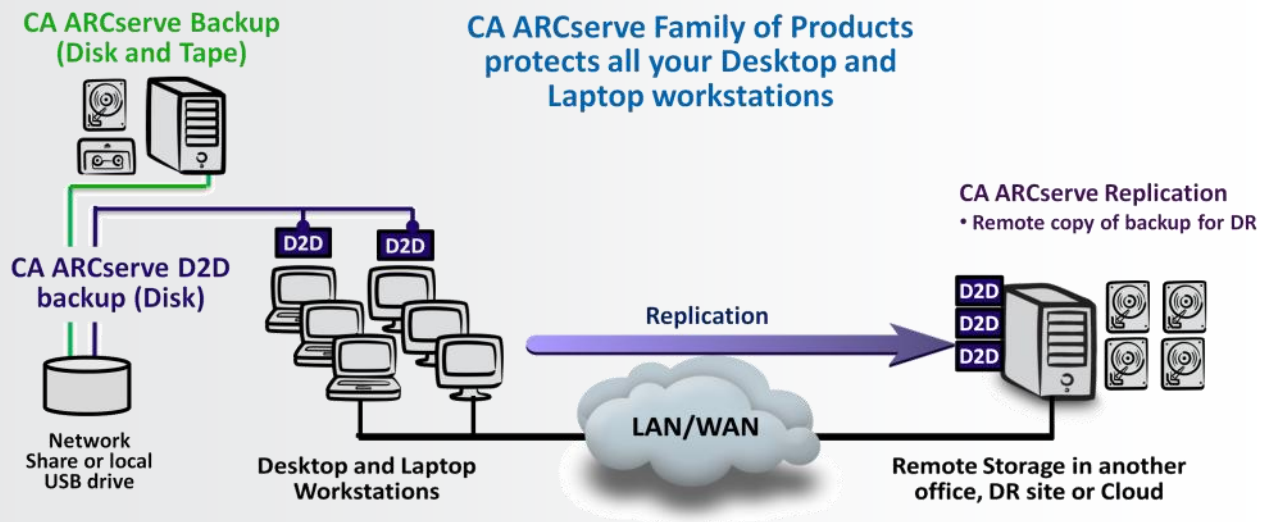 CA ARCserve Backup
(Disk and Tape)
CA ARCserve Family of Products
protects all your Desktop and
Laptop workstations
CA ARCserve Replication
• Remote copy of backup for DR
D2D
D2D
CA ARCserve D2D
backup (Disk)
D2D
D2D
D2D
Replication
LAN/WAN
Network
Share or local
USB drive
Desktop and Laptop
Workstations
Remote Storage in another
office, DR site or Cloud